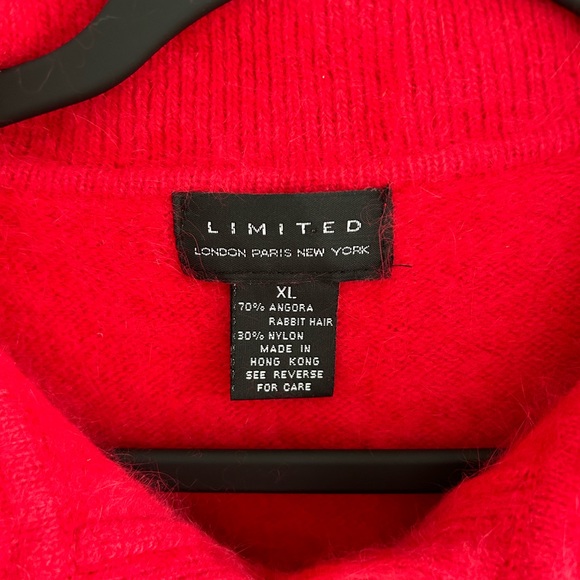 LIMITED
LONDON PARIS NEW YORK
XL
70% ANGORA
RABBIT HAIR
30% NYLON
MADE IN
HONG KONG
SEE REVERSE
FOR CARE